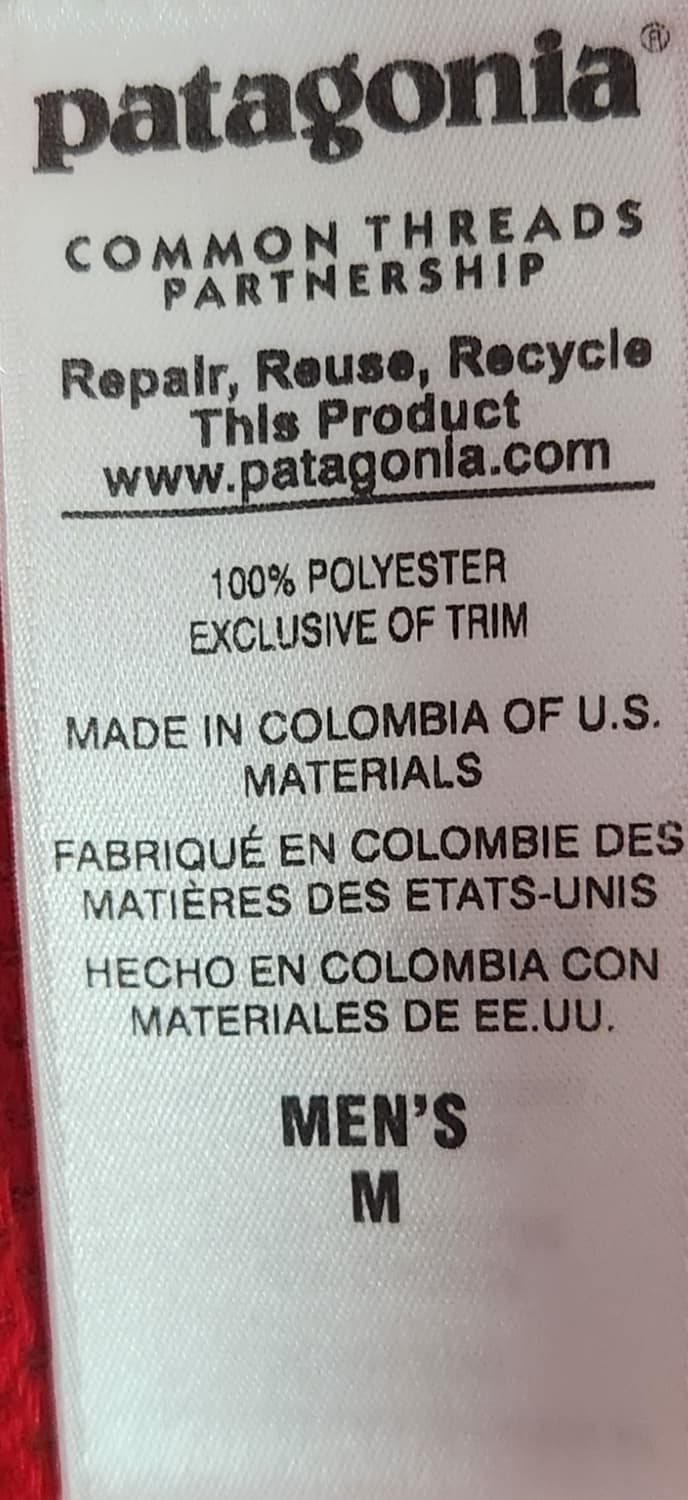 patagonia®
COMMON THREADS
PARTNERSHIP
Repair, Reuse, Recycle
This Product
www.patagonia.com
100% POLYESTER
EXCLUSIVE OF TRIM
MADE IN COLOMBIA OF U.S.
MATERIALS
FABRIQUÉ EN COLOMBIE DES
MATIÈRES DES ETATS-UNIS
HECHO EN COLOMBIA CON
MATERIALES DE EE.UU.
MEN'S
M